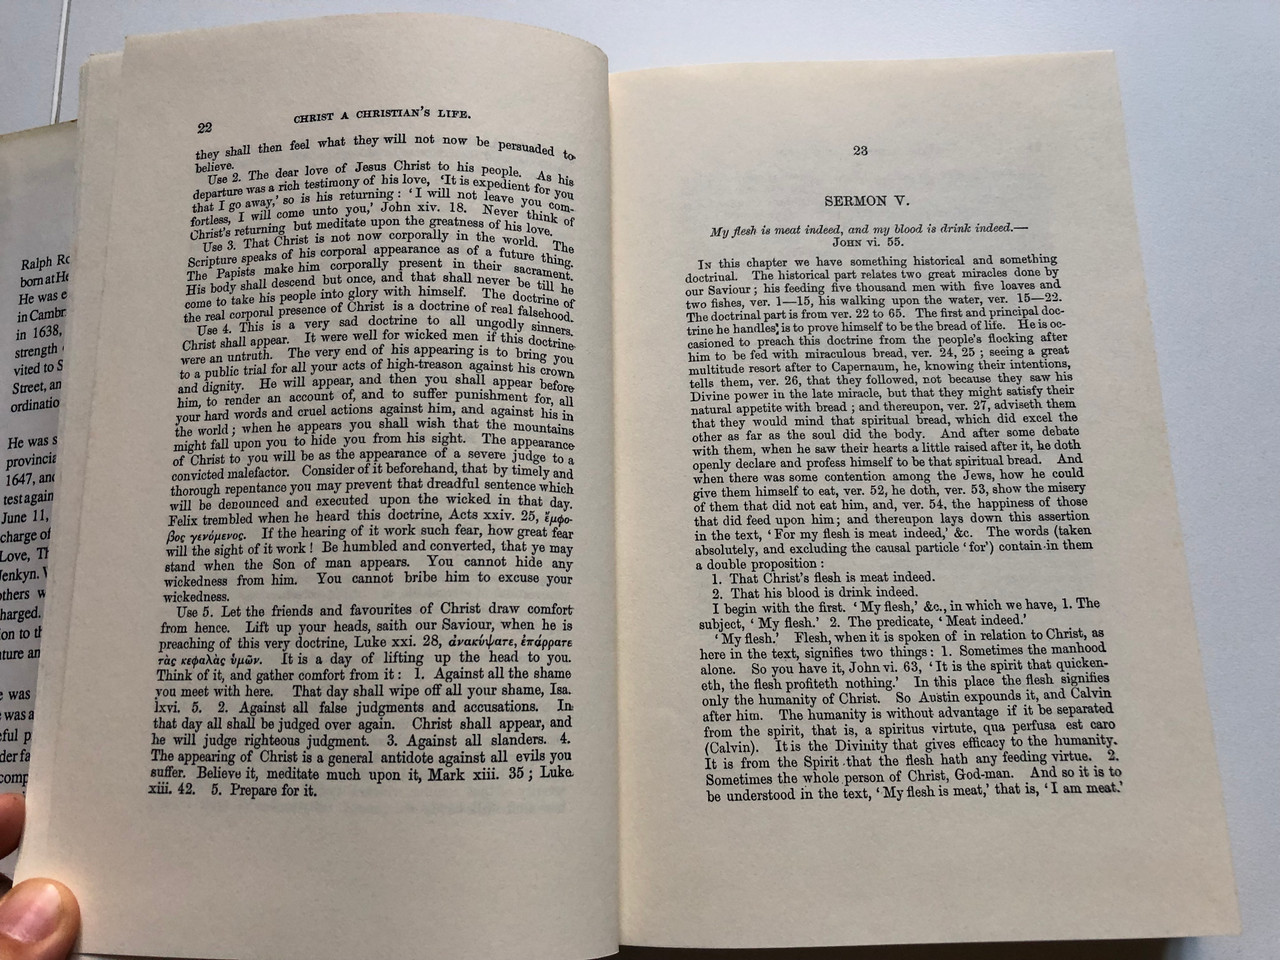 Ralph Ro
born at He
He was e
in Cambr
in 1638,
strength
vited to S
Street, an
ordinatio
He was s
provincia
1647, and
test again
June 11,
charge of
Love, Th
Jenkyn. W
others w
harged.
on to th
ature an
e was
e was a
ful p
der fa
comp
22
CHRIST A CHRISTIAN'S LIFE.
they shall then feel what they will not now be persuaded to
believe.
Use 2. The dear love of Jesus Christ to his people. As his
departure was a rich testimony of his love, 'It is expedient for you
that I go away,' so is his returning: 'I will not leave you com-
fortless, I will come unto you,' John xiv. 18. Never think of
Christ's returning but meditate upon the greatness of his love.
Use 3. That Christ is not now corporally in the world. The
Scripture speaks of his corporal appearance as of a future thing.
The Papists make him corporally present in their sacrament.
His body shall descend but once, and that shall never be till he
come to take his people into glory with himself. The doctrine of
the real corporal presence of Christ is a doctrine of real falsehood.
Use 4. This is a very sad doctrine to all ungodly sinners.
Christ shall appear. It were well for wicked men if this doctrine
were an untruth. The very end of his appearing is to bring you
to a public trial for all your acts of high-treason against his crown
and dignity. He will appear, and then you shall appear before
him, to render an account of, and to suffer punishment for, all
your hard words and cruel actions against him, and against his in
the world; when he appears you shall wish that the mountains
might fall upon you to hide you from his sight. The appearance
of Christ to you will be as the appearance of a severe judge to a
convicted malefactor. Consider of it beforehand, that by timely and
thorough repentance you may prevent that dreadful sentence which
will be denounced and executed upon the wicked in that day.
Felix trembled when he heard this doctrine, Acts xxiv. 25, ἔμφο-
βος γενόμενος. If the hearing of it work such fear, how great fear
will the sight of it work! Be humbled and converted, that ye may
stand when the Son of man appears. You cannot hide any
wickedness from him. You cannot bribe him to excuse your
wickedness.
Use 5. Let the friends and favourites of Christ draw comfort
from hence. Lift up your heads, saith our Saviour, when he is
preaching of this very doctrine, Luke xxi. 28, ἀνακύψατε, ἐπάρρατε
τὰς κεφαλὰς ὑμῶν. It is a day of lifting up the head to you.
Think of it, and gather comfort from it: 1. Against all the shame
you meet with here. That day shall wipe off all your shame, Isa.
lxvi. 5. 2. Against all false judgments and accusations. In
that day all shall be judged over again. Christ shall appear, and
he will judge righteous judgment. 3. Against all slanders. 4.
The appearing of Christ is a general antidote against all evils you
suffer. Believe it, meditate much upon it, Mark xiii. 35; Luke
xiii. 42. 5. Prepare for it.
23
SERMON V.
My flesh is meat indeed, and my blood is drink indeed.—
JOHN vi. 55.
IN this chapter we have something historical and something
doctrinal. The historical part relates two great miracles done by
our Saviour; his feeding five thousand men with five loaves and
two fishes, ver. 1—15, his walking upon the water, ver. 15—22.
The doctrinal part is from ver. 22 to 65. The first and principal doc-
trine he handles, is to prove himself to be the bread of life. He is oc-
casioned to preach this doctrine from the people's flocking after
him to be fed with miraculous bread, ver. 24, 25; seeing a great
multitude resort after to Capernaum, he, knowing their intentions,
tells them, ver. 26, that they followed, not because they saw his
Divine power in the late miracle, but that they might satisfy their
natural appetite with bread; and thereupon, ver. 27, adviseth them
that they would mind that spiritual bread, which did excel the
other as far as the soul did the body. And after some debate
with them, when he saw their hearts a little raised after it, he doth
openly declare and profess himself to be that spiritual bread. And
when there was some contention among the Jews, how he could
give them himself to eat, ver. 52, he doth, ver. 53, show the misery
of them that did not eat him, and, ver. 54, the happiness of those
that did feed upon him; and thereupon lays down this assertion
in the text, 'For my flesh is meat indeed,' &c. The words (taken
absolutely, and excluding the causal particle 'for') contain in them
a double proposition:
1. That Christ's flesh is meat indeed.
2. That his blood is drink indeed.
I begin with the first. 'My flesh,' &c., in which we have, 1. The
subject, 'My flesh.' 2. The predicate, 'Meat indeed.'
'My flesh.' Flesh, when it is spoken of in relation to Christ, as
here in the text, signifies two things: 1. Sometimes the manhood
alone. So you have it, John vi. 63, 'It is the spirit that quicken-
eth, the flesh profiteth nothing.' In this place the flesh signifies
only the humanity of Christ. So Austin expounds it, and Calvin
after him. The humanity is without advantage if it be separated
from the spirit, that is, a spiritus virtute, qua perfusa est caro
(Calvin). It is the Divinity that gives efficacy to the humanity.
It is from the Spirit that the flesh hath any feeding virtue. 2.
Sometimes the whole person of Christ, God-man. And so it is to
be understood in the text, 'My flesh is meat,' that is, 'I am meat.'